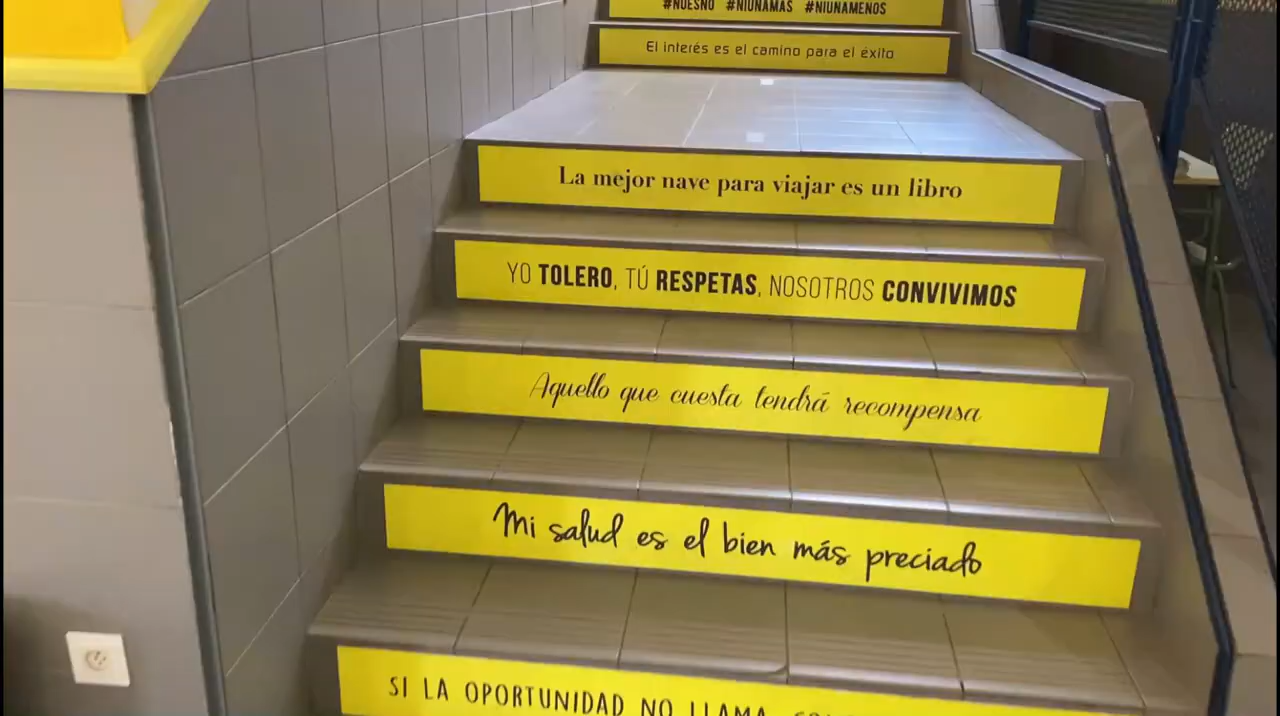 #NOESNO #NIUNAMAS #NIUNAMENOS
El interés es el camino para el éxito
La mejor nave para viajar es un libro
YO TOLERO, TÚ RESPETAS, NOSOTROS CONVIVIMOS
Aquello que cuesta tendrá recompensa
Mi salud es el bien más preciado
SI LA OPORTUNIDAD NO LLAMA,